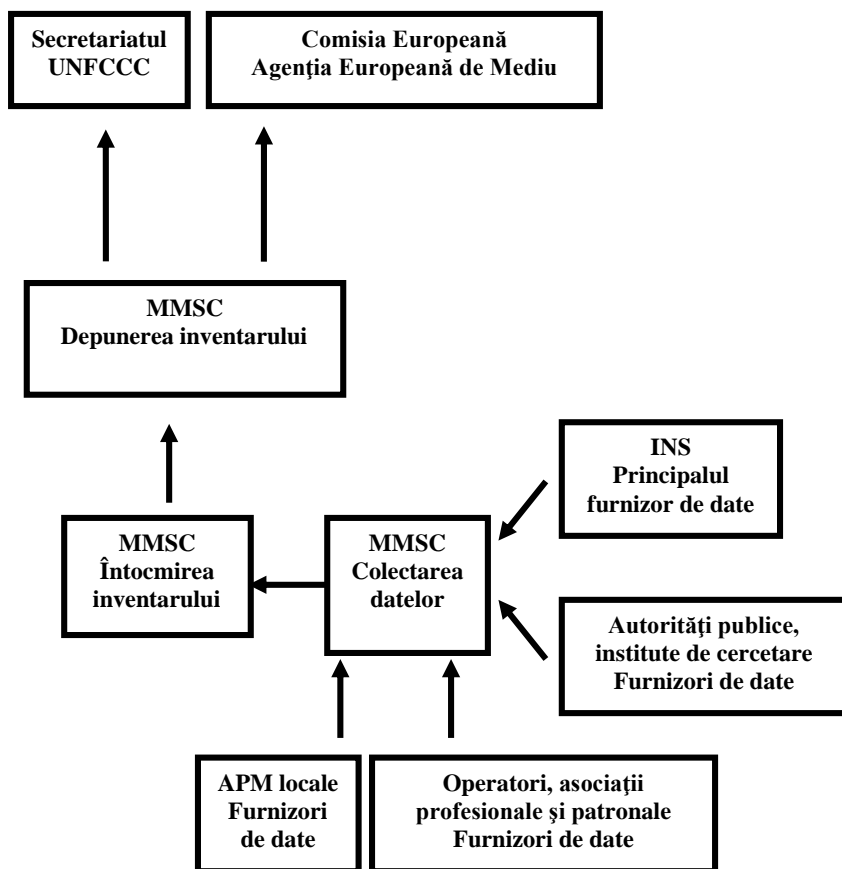 Secretariatul
UNFCCC
Comisia Europeană
Agenţia Europeană de Mediu
MMSC
Depunerea inventarului
INS
Principalul
furnizor de date
MMSC
Întocmirea
inventarului
MMSC
Colectarea
datelor
Autorităţi publice,
institute de cercetare
Furnizori de date
APM locale
Furnizori
de date
Operatori, asociaţii
profesionale şi patronale
Furnizori de date